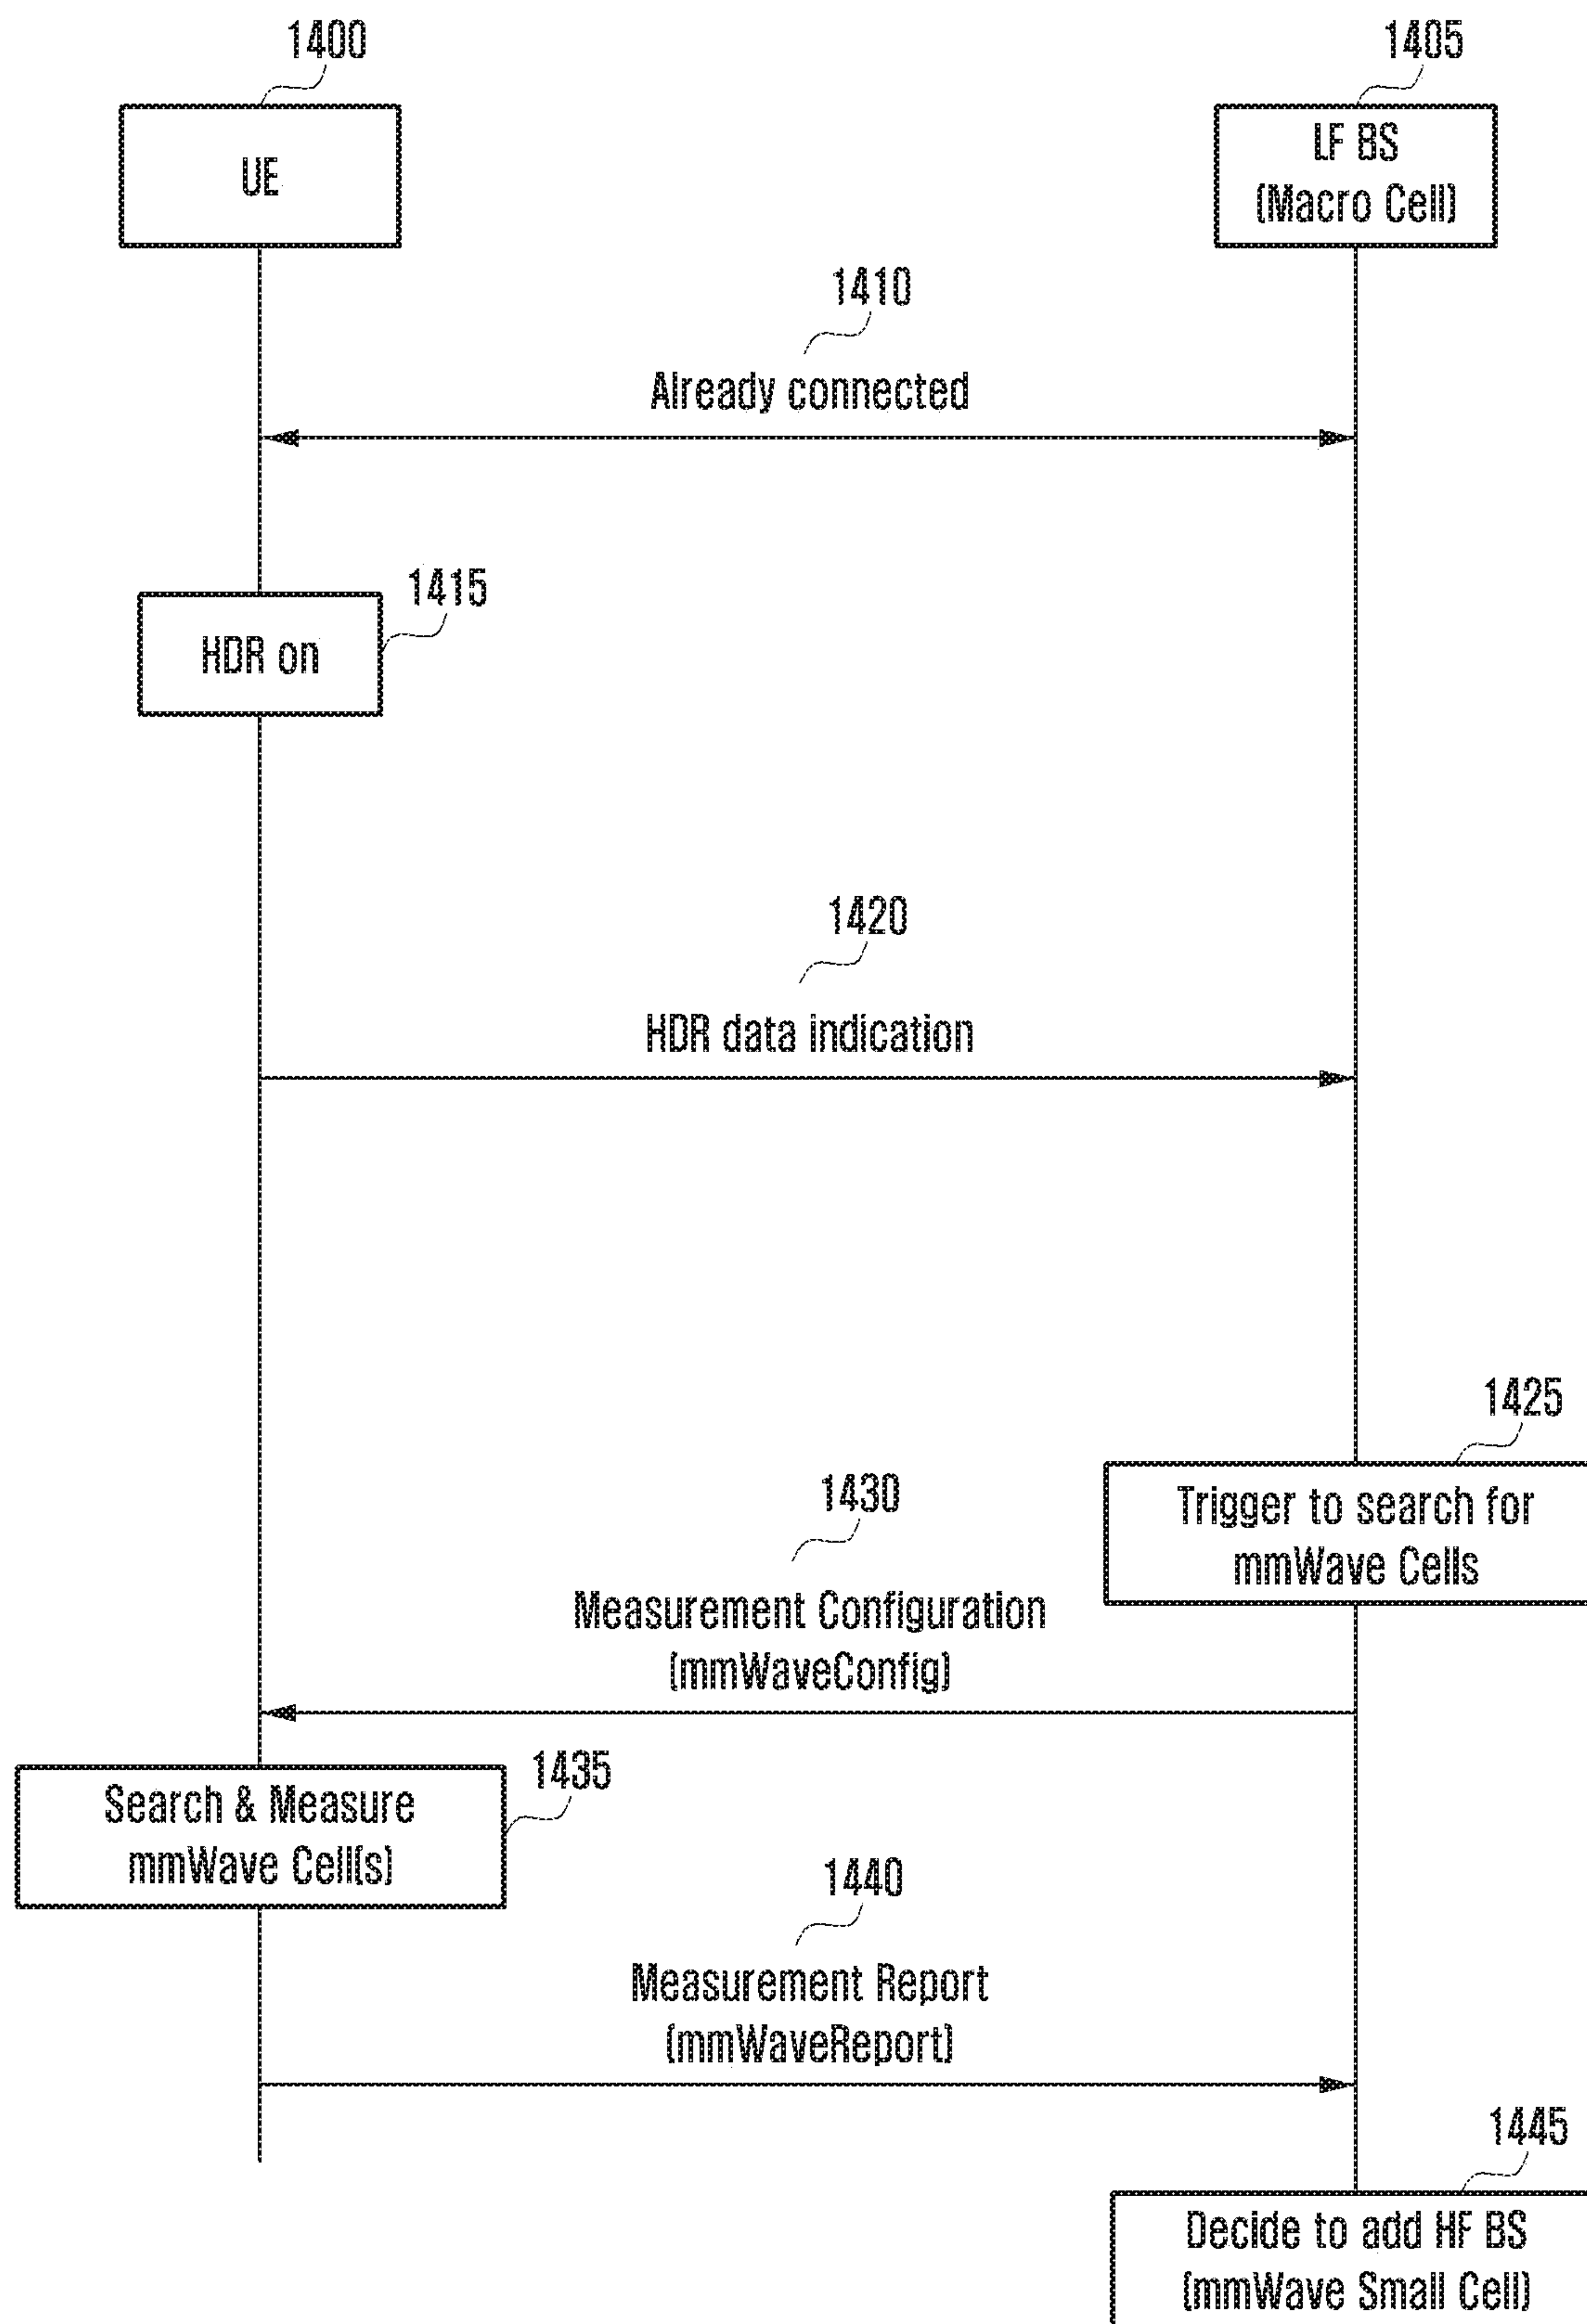 1400
1405
UE
LF BS
(Macro Cell)
1410
Already connected
1415
HDR on
1420
HDR data indication
1425
Trigger to search for
mmWave Cells
1430
Measurement Configuration
(mmWaveConfig)
1435
Search & Measure
mmWave Cell(s)
1440
Measurement Report
(mmWaveReport)
1445
Decide to add HF BS
(mmWave Small Cell)